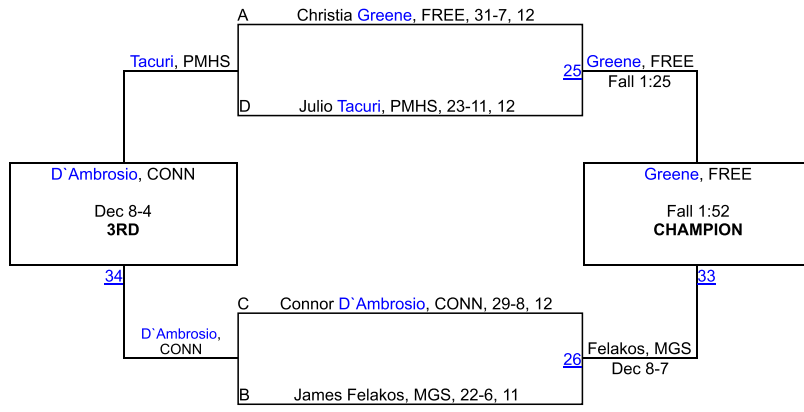 A Christia Greene, FREE, 31-7, 12
Tacuri, PMHS
25
Greene, FREE
Fall 1:25
D Julio Tacuri, PMHS, 23-11, 12
D`Ambrosio, CONN
Dec 8-4
3RD
34
Greene, FREE
Fall 1:52
CHAMPION
33
C Connor D`Ambrosio, CONN, 29-8, 12
D`Ambrosio,
CONN
26
Felakos, MGS
Dec 8-7
B James Felakos, MGS, 22-6, 11